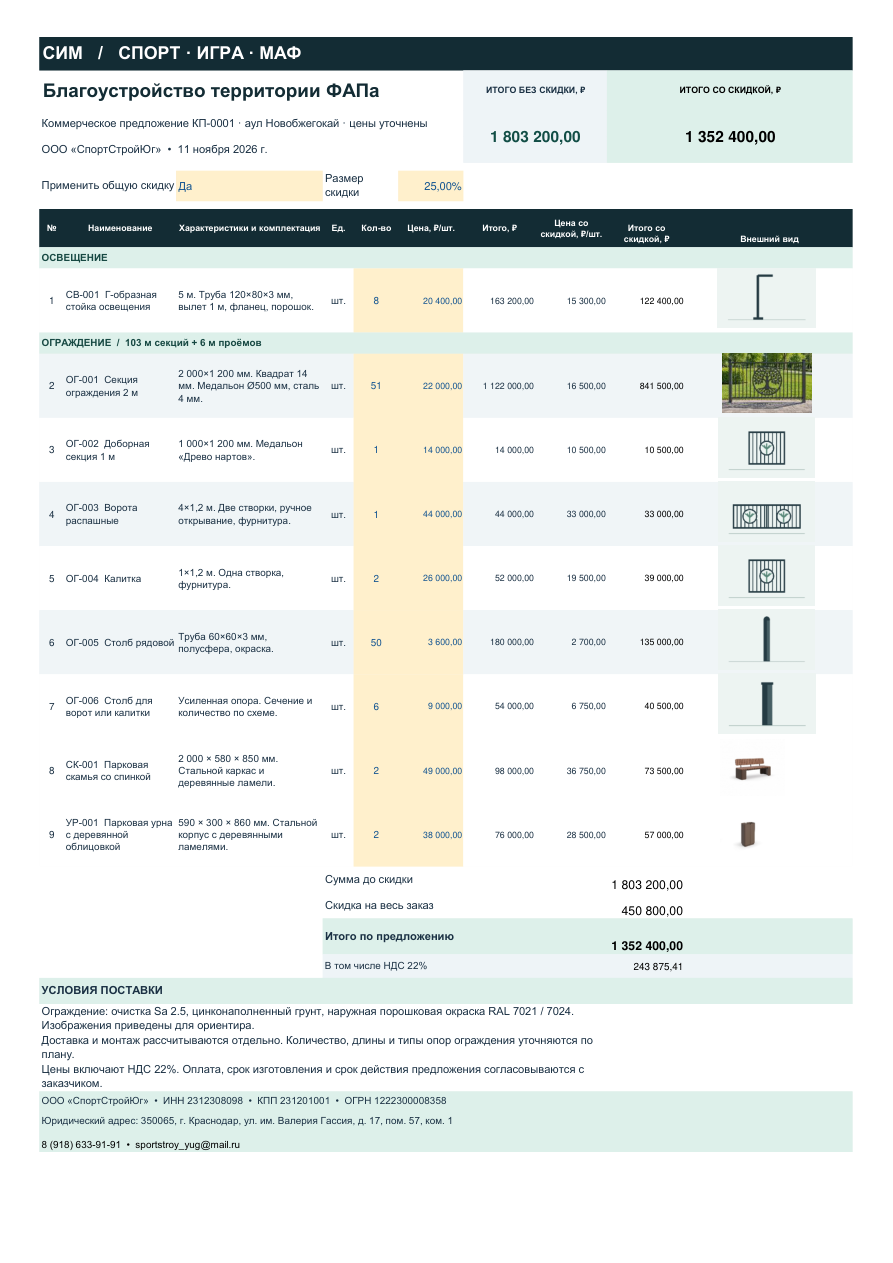 СИМ / СПОРТ · ИГРА · МАФ
Благоустройство территории ФАПа
ИТОГО БЕЗ СКИДКИ, ₽
ИТОГО СО СКИДКОЙ, ₽
Коммерческое предложение КП-0001 · аул Новобжегокай · цены уточнены
1 803 200,00
1 352 400,00
ООО «СпортСтройЮг» • 11 ноября 2026 г.
Применить общую скидку Да Размер скидки 25,00%
№ Наименование Характеристики и комплектация Ед. Кол-во Цена, ₽/шт. Итого, ₽ Цена со скидкой, ₽/шт. Итого со скидкой, ₽ Внешний вид
ОСВЕЩЕНИЕ
1 СВ-001 Г-образная стойка освещения 5 м. Труба 120×80×3 мм, вылет 1 м, фланец, порошок. шт. 8 20 400,00 163 200,00 15 300,00 122 400,00
ОГРАЖДЕНИЕ / 103 м секций + 6 м проёмов
2 ОГ-001 Секция ограждения 2 м 2 000×1 200 мм. Квадрат 14 мм. Медальон Ø500 мм, сталь 4 мм. шт. 51 22 000,00 1 122 000,00 16 500,00 841 500,00
3 ОГ-002 Доборная секция 1 м 1 000×1 200 мм. Медальон «Древо нартов». шт. 1 14 000,00 14 000,00 10 500,00 10 500,00
4 ОГ-003 Ворота распашные 4×1,2 м. Две створки, ручное открывание, фурнитура. шт. 1 44 000,00 44 000,00 33 000,00 33 000,00
5 ОГ-004 Калитка 1×1,2 м. Одна створка, фурнитура. шт. 2 26 000,00 52 000,00 19 500,00 39 000,00
6 ОГ-005 Столб рядовой Труба 60×60×3 мм, полусфера, окраска. шт. 50 3 600,00 180 000,00 2 700,00 135 000,00
7 ОГ-006 Столб для ворот или калитки Усиленная опора. Сечение и количество по схеме. шт. 6 9 000,00 54 000,00 6 750,00 40 500,00
8 СК-001 Парковая скамья со спинкой 2 000 × 580 × 850 мм. Стальной каркас и деревянные ламели. шт. 2 49 000,00 98 000,00 36 750,00 73 500,00
9 УР-001 Парковая урна с деревянной облицовкой 590 × 300 × 860 мм. Стальной корпус с деревянными ламелями. шт. 2 38 000,00 76 000,00 28 500,00 57 000,00
Сумма до скидки 1 803 200,00
Скидка на весь заказ 450 800,00
Итого по предложению 1 352 400,00
В том числе НДС 22% 243 875,41
УСЛОВИЯ ПОСТАВКИ
Ограждение: очистка Sa 2.5, цинконаполненный грунт, наружная порошковая окраска RAL 7021 / 7024.
Изображения приведены для ориентира.
Доставка и монтаж рассчитываются отдельно. Количество, длины и типы опор ограждения уточняются по
плану.
Цены включают НДС 22%. Оплата, срок изготовления и срок действия предложения согласовываются с
заказчиком.
ООО «СпортСтройЮг» • ИНН 2312308098 • КПП 231201001 • ОГРН 1222300008358
Юридический адрес: 350065, г. Краснодар, ул. им. Валерия Гассия, д. 17, пом. 57, ком. 1
8 (918) 633-91-91 • sportstroy_yug@mail.ru